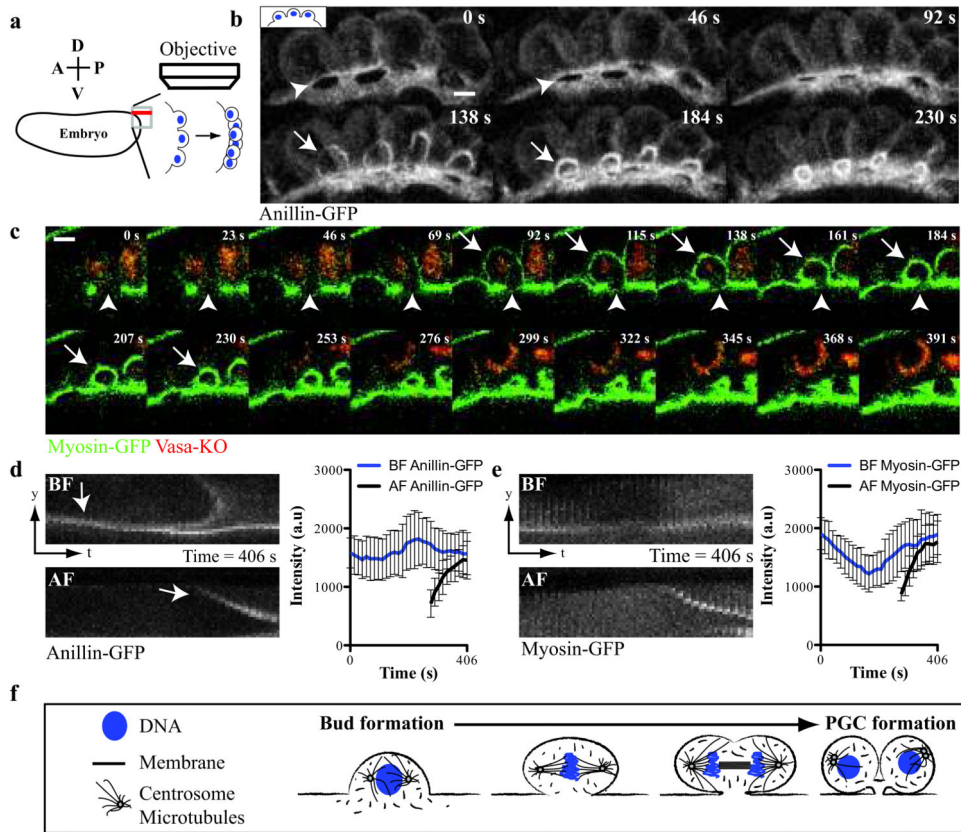 a
D
A P
V
Objective
Embryo
b
0 s
46 s
92 s
138 s
184 s
230 s
Anillin-GFP
c
0 s
23 s
46 s
69 s
92 s
115 s
138 s
161 s
184 s
207 s
230 s
253 s
276 s
299 s
322 s
345 s
368 s
391 s
Myosin-GFP Vasa-KO
d
BF
y
t
Time = 406 s
AF
Anillin-GFP
BF Anillin-GFP
AF Anillin-GFP
Intensity (a.u)
3000
2000
1000
0
0
406
Time (s)
e
BF
y
t
Time = 406 s
AF
Myosin-GFP
BF Myosin-GFP
AF Myosin-GFP
Intensity (a.u)
3000
2000
1000
0
0
406
Time (s)
f
DNA
Membrane
Centrosome
Microtubules
Bud formation
PGC formation